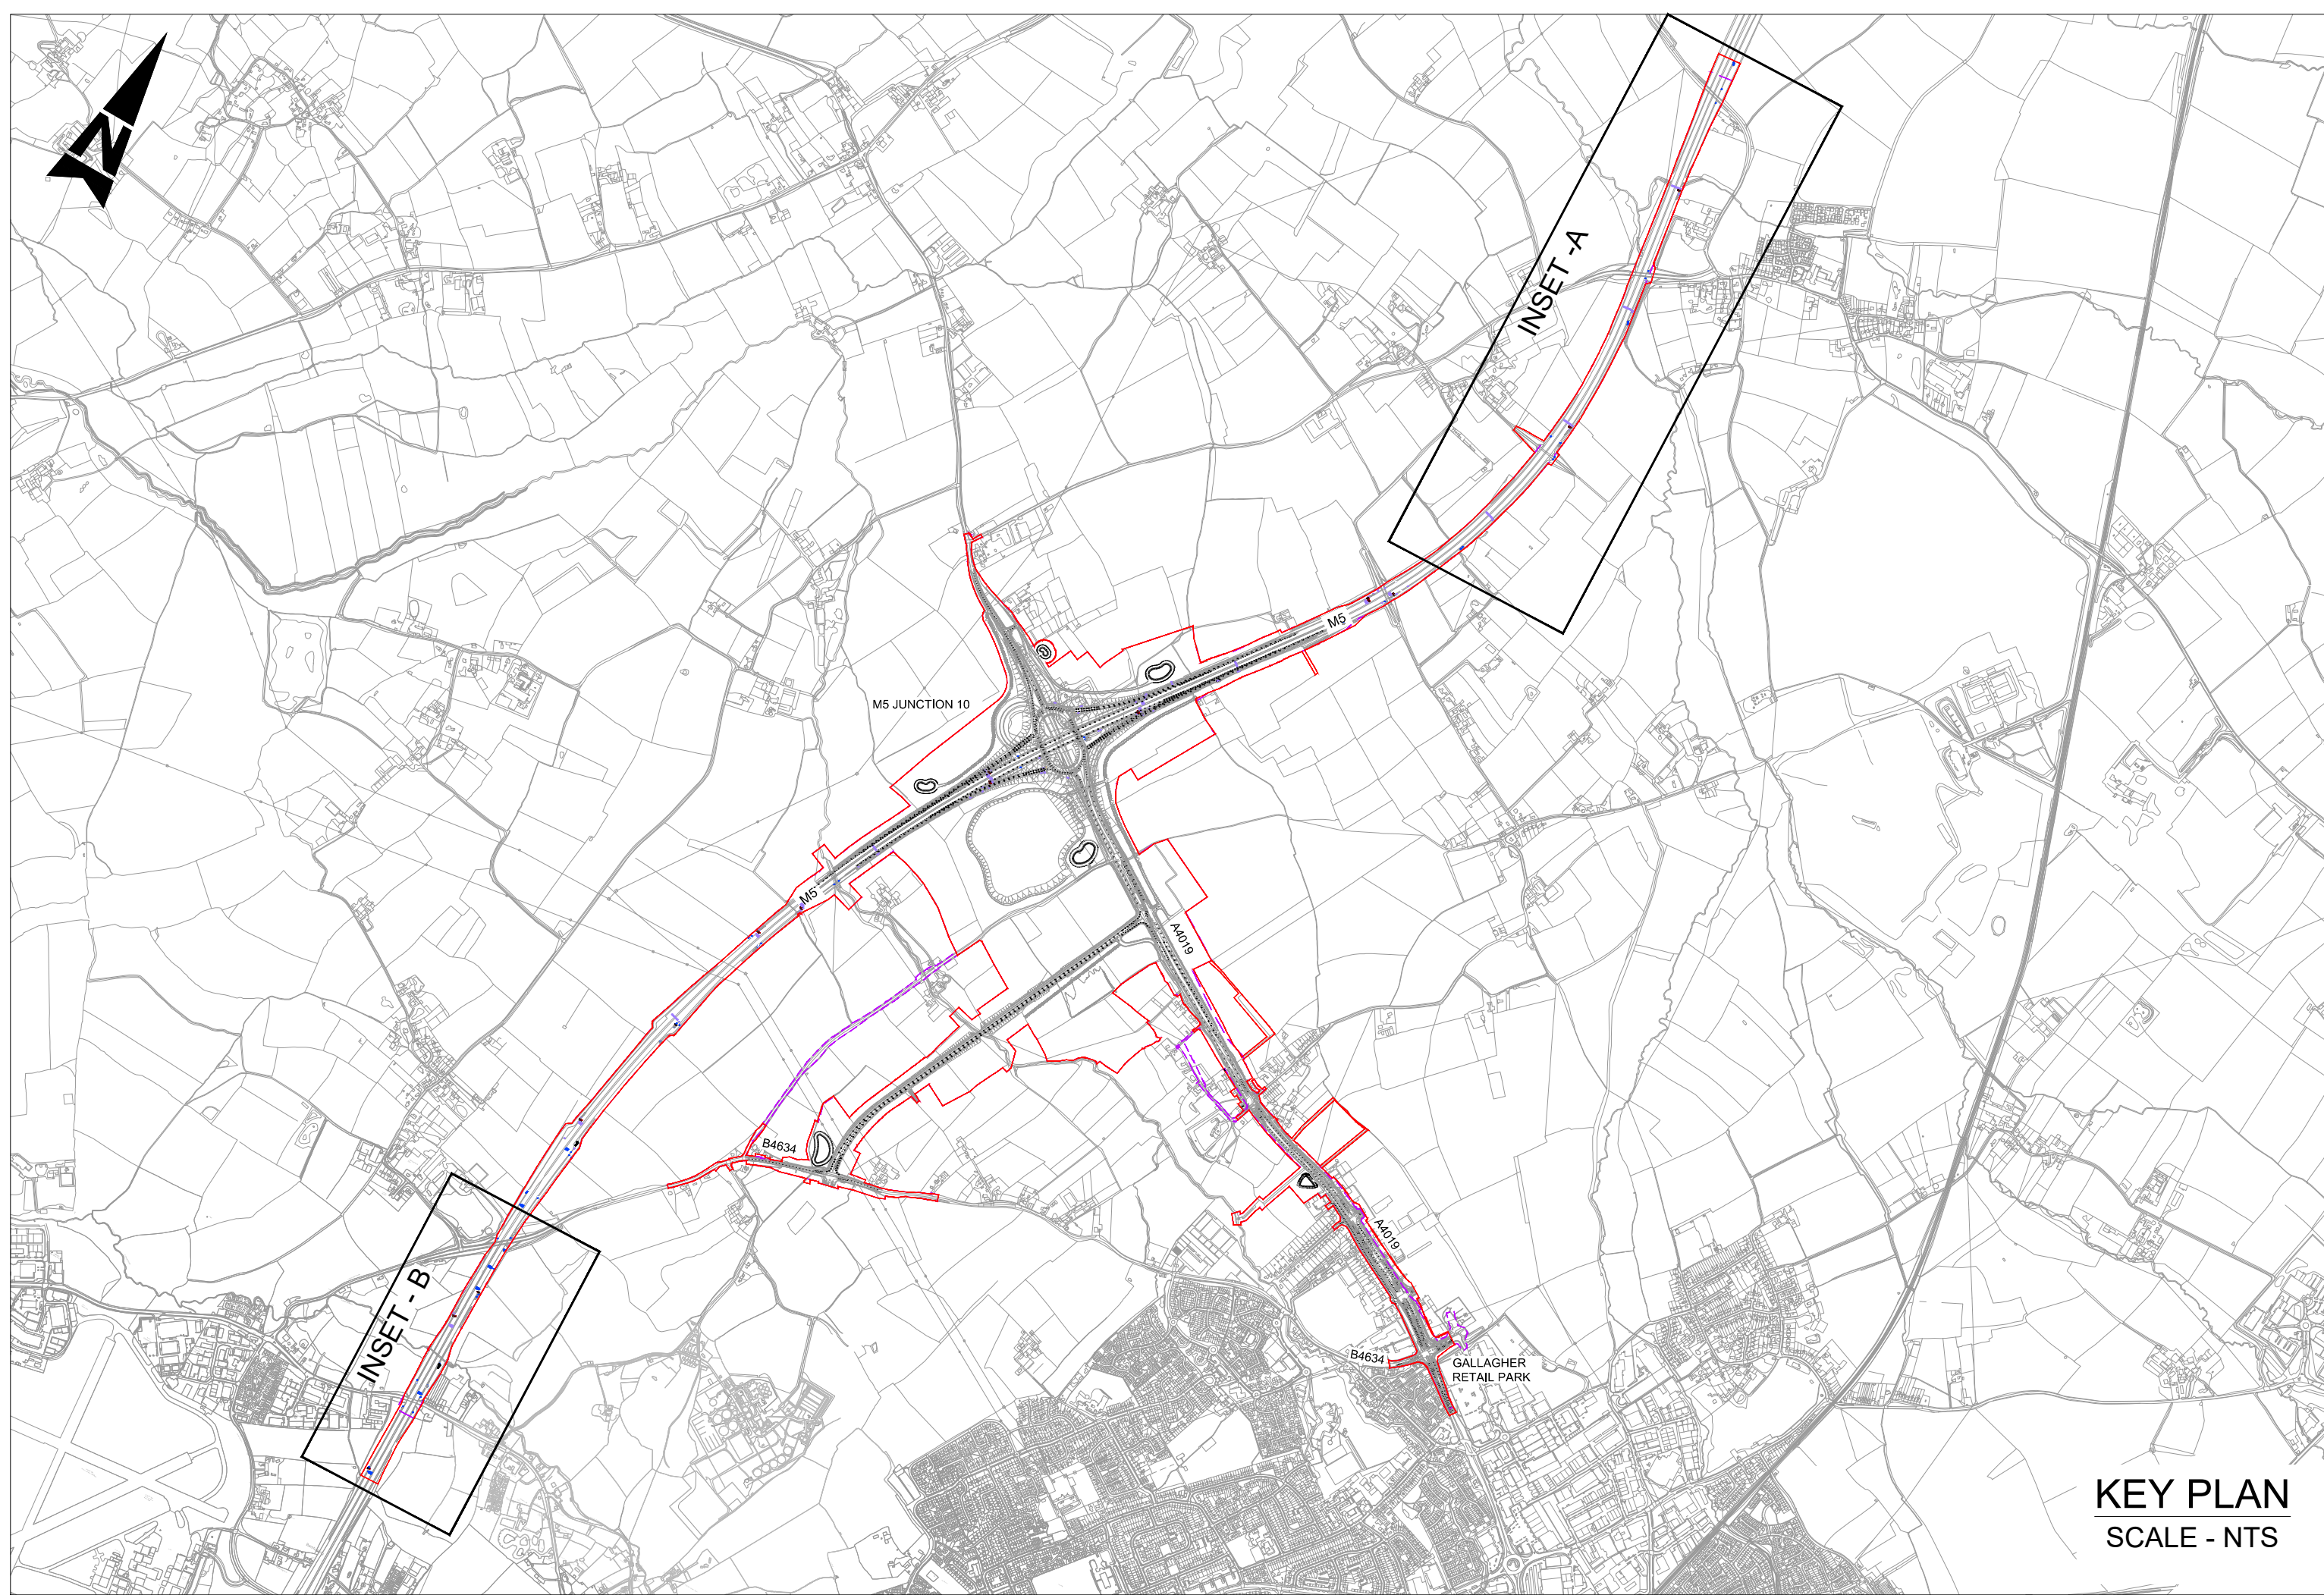 N
INSET -A
M5
M5 JUNCTION 10
M5
A4019
B4634
INSET - B
A4019
B4634
GALLAGHER
RETAIL PARK
KEY PLAN
SCALE - NTS